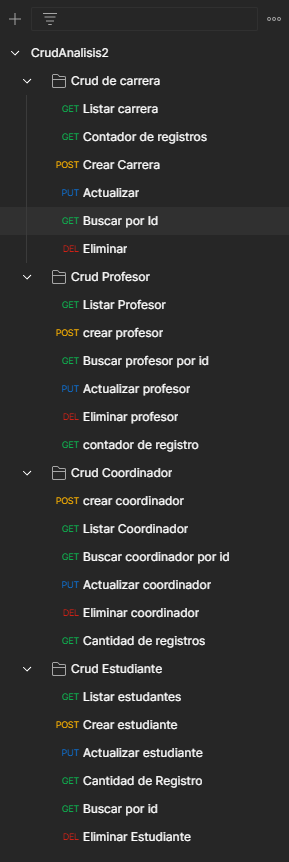 CrudAnalisis2
Crud de carrera
GET Listar carrera
GET Contador de registros
POST Crear Carrera
PUT Actualizar
GET Buscar por Id
DEL Eliminar
Crud Profesor
GET Listar Profesor
POST crear profesor
GET Buscar profesor por id
PUT Actualizar profesor
DEL Eliminar profesor
GET contador de registro
Crud Coordinador
POST crear coordinador
GET Listar Coordinador
GET Buscar coordinador por id
PUT Actualizar coordinador
DEL Eliminar coordinador
GET Cantidad de registros
Crud Estudiante
GET Listar estudantes
POST Crear estudiante
PUT Actualizar estudiante
GET Cantidad de Registro
GET Buscar por id
DEL Eliminar Estudiante